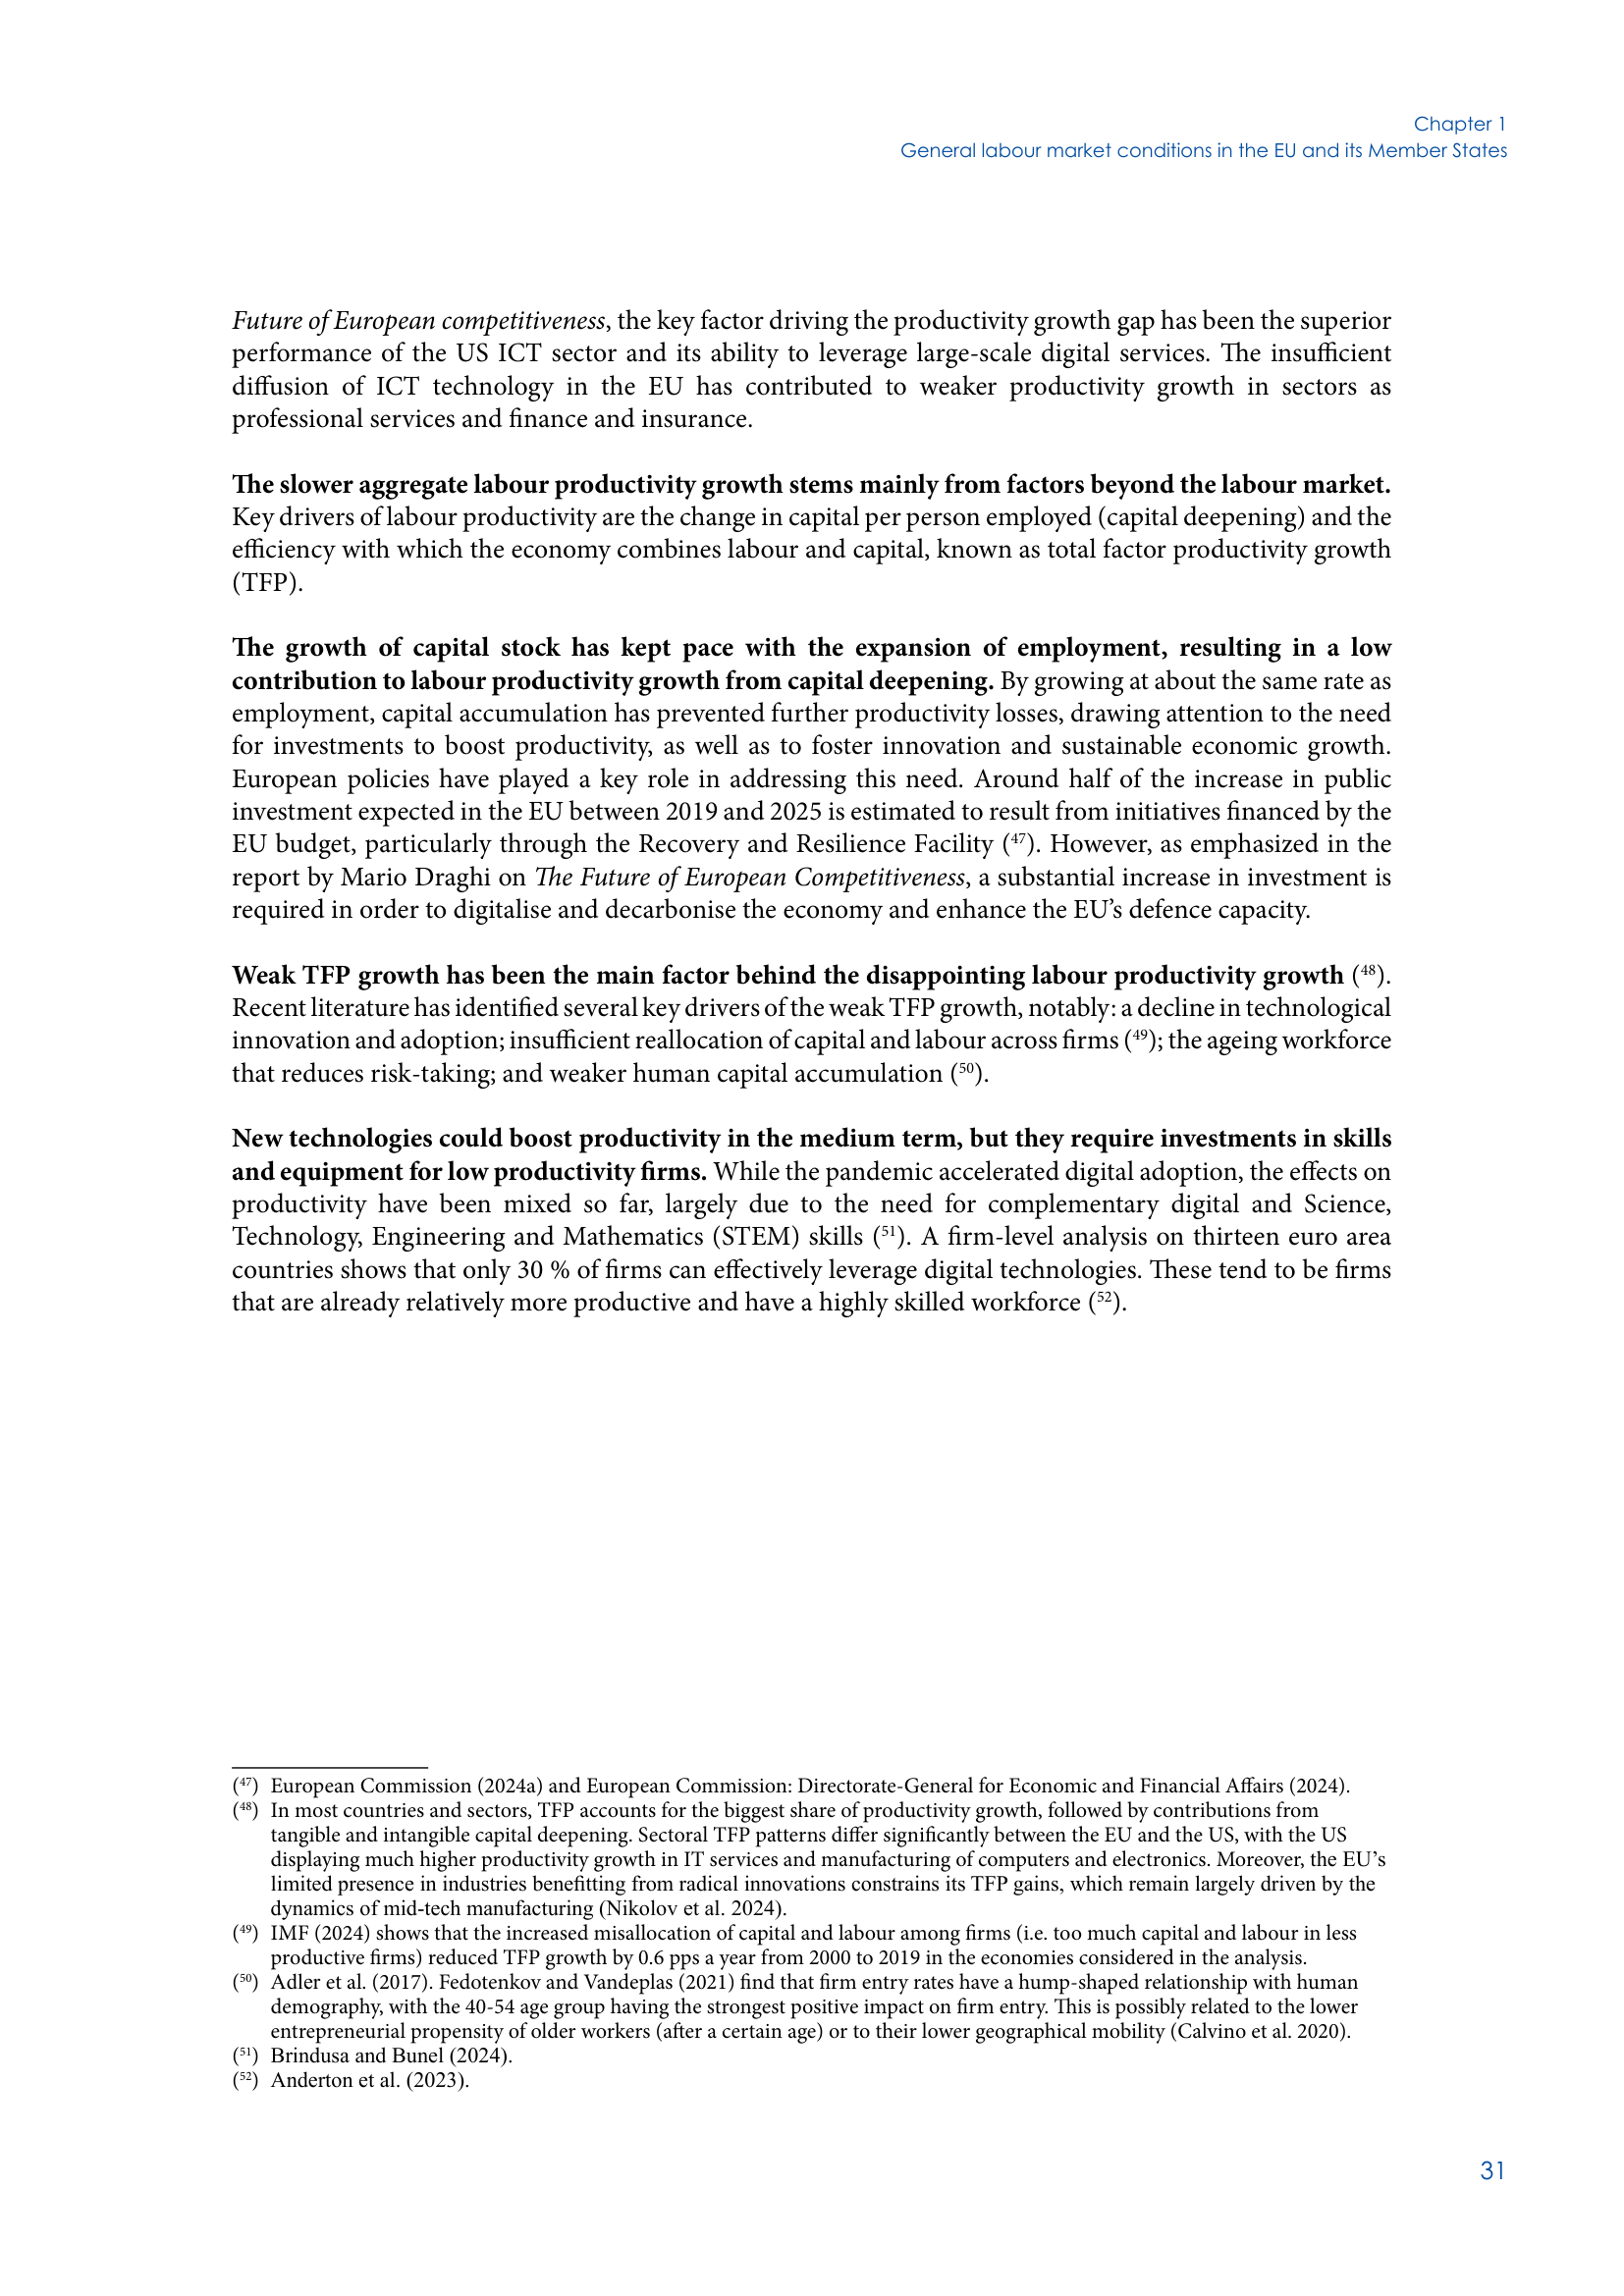 Chapter 1
General labour market conditions in the EU and its Member States
Future of European competitiveness, the key factor driving the productivity growth gap has been the superior
performance of the US ICT sector and its ability to leverage large-scale digital services. The insufficient
diffusion of ICT technology in the EU has contributed to weaker productivity growth in sectors as
professional services and finance and insurance.
The slower aggregate labour productivity growth stems mainly from factors beyond the labour market.
Key drivers of labour productivity are the change in capital per person employed (capital deepening) and the
efficiency with which the economy combines labour and capital, known as total factor productivity growth
(TFP).
The growth of capital stock has kept pace with the expansion of employment, resulting in a low
contribution to labour productivity growth from capital deepening. By growing at about the same rate as
employment, capital accumulation has prevented further productivity losses, drawing attention to the need
for investments to boost productivity, as well as to foster innovation and sustainable economic growth.
European policies have played a key role in addressing this need. Around half of the increase in public
investment expected in the EU between 2019 and 2025 is estimated to result from initiatives financed by the
EU budget, particularly through the Recovery and Resilience Facility (47). However, as emphasized in the
report by Mario Draghi on The Future of European Competitiveness, a substantial increase in investment is
required in order to digitalise and decarbonise the economy and enhance the EU’s defence capacity.
Weak TFP growth has been the main factor behind the disappointing labour productivity growth (48).
Recent literature has identified several key drivers of the weak TFP growth, notably: a decline in technological
innovation and adoption; insufficient reallocation of capital and labour across firms (49); the ageing workforce
that reduces risk-taking; and weaker human capital accumulation (50).
New technologies could boost productivity in the medium term, but they require investments in skills
and equipment for low productivity firms. While the pandemic accelerated digital adoption, the effects on
productivity have been mixed so far, largely due to the need for complementary digital and Science,
Technology, Engineering and Mathematics (STEM) skills (51). A firm-level analysis on thirteen euro area
countries shows that only 30 % of firms can effectively leverage digital technologies. These tend to be firms
that are already relatively more productive and have a highly skilled workforce (52).
(47) European Commission (2024a) and European Commission: Directorate-General for Economic and Financial Affairs (2024).
(48) In most countries and sectors, TFP accounts for the biggest share of productivity growth, followed by contributions from
tangible and intangible capital deepening. Sectoral TFP patterns differ significantly between the EU and the US, with the US
displaying much higher productivity growth in IT services and manufacturing of computers and electronics. Moreover, the EU’s
limited presence in industries benefitting from radical innovations constrains its TFP gains, which remain largely driven by the
dynamics of mid-tech manufacturing (Nikolov et al. 2024).
(49) IMF (2024) shows that the increased misallocation of capital and labour among firms (i.e. too much capital and labour in less
productive firms) reduced TFP growth by 0.6 pps a year from 2000 to 2019 in the economies considered in the analysis.
(50) Adler et al. (2017). Fedotenkov and Vandeplas (2021) find that firm entry rates have a hump-shaped relationship with human
demography, with the 40-54 age group having the strongest positive impact on firm entry. This is possibly related to the lower
entrepreneurial propensity of older workers (after a certain age) or to their lower geographical mobility (Calvino et al. 2020).
(51) Brindusa and Bunel (2024).
(52) Anderton et al. (2023).
31